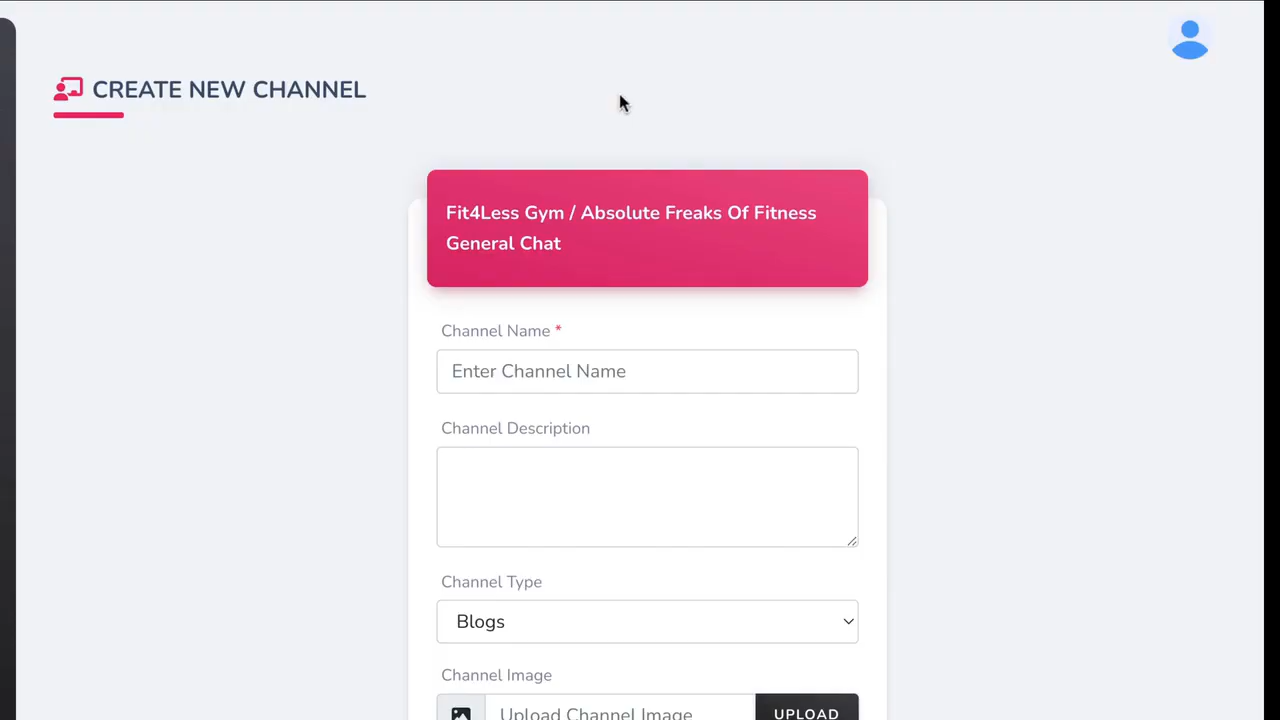 CREATE NEW CHANNEL
Fit4Less Gym / Absolute Freaks Of Fitness
General Chat
Channel Name *
Enter Channel Name
Channel Description
Channel Type
Blogs
Channel Image
Upload Channel Image
UPLOAD